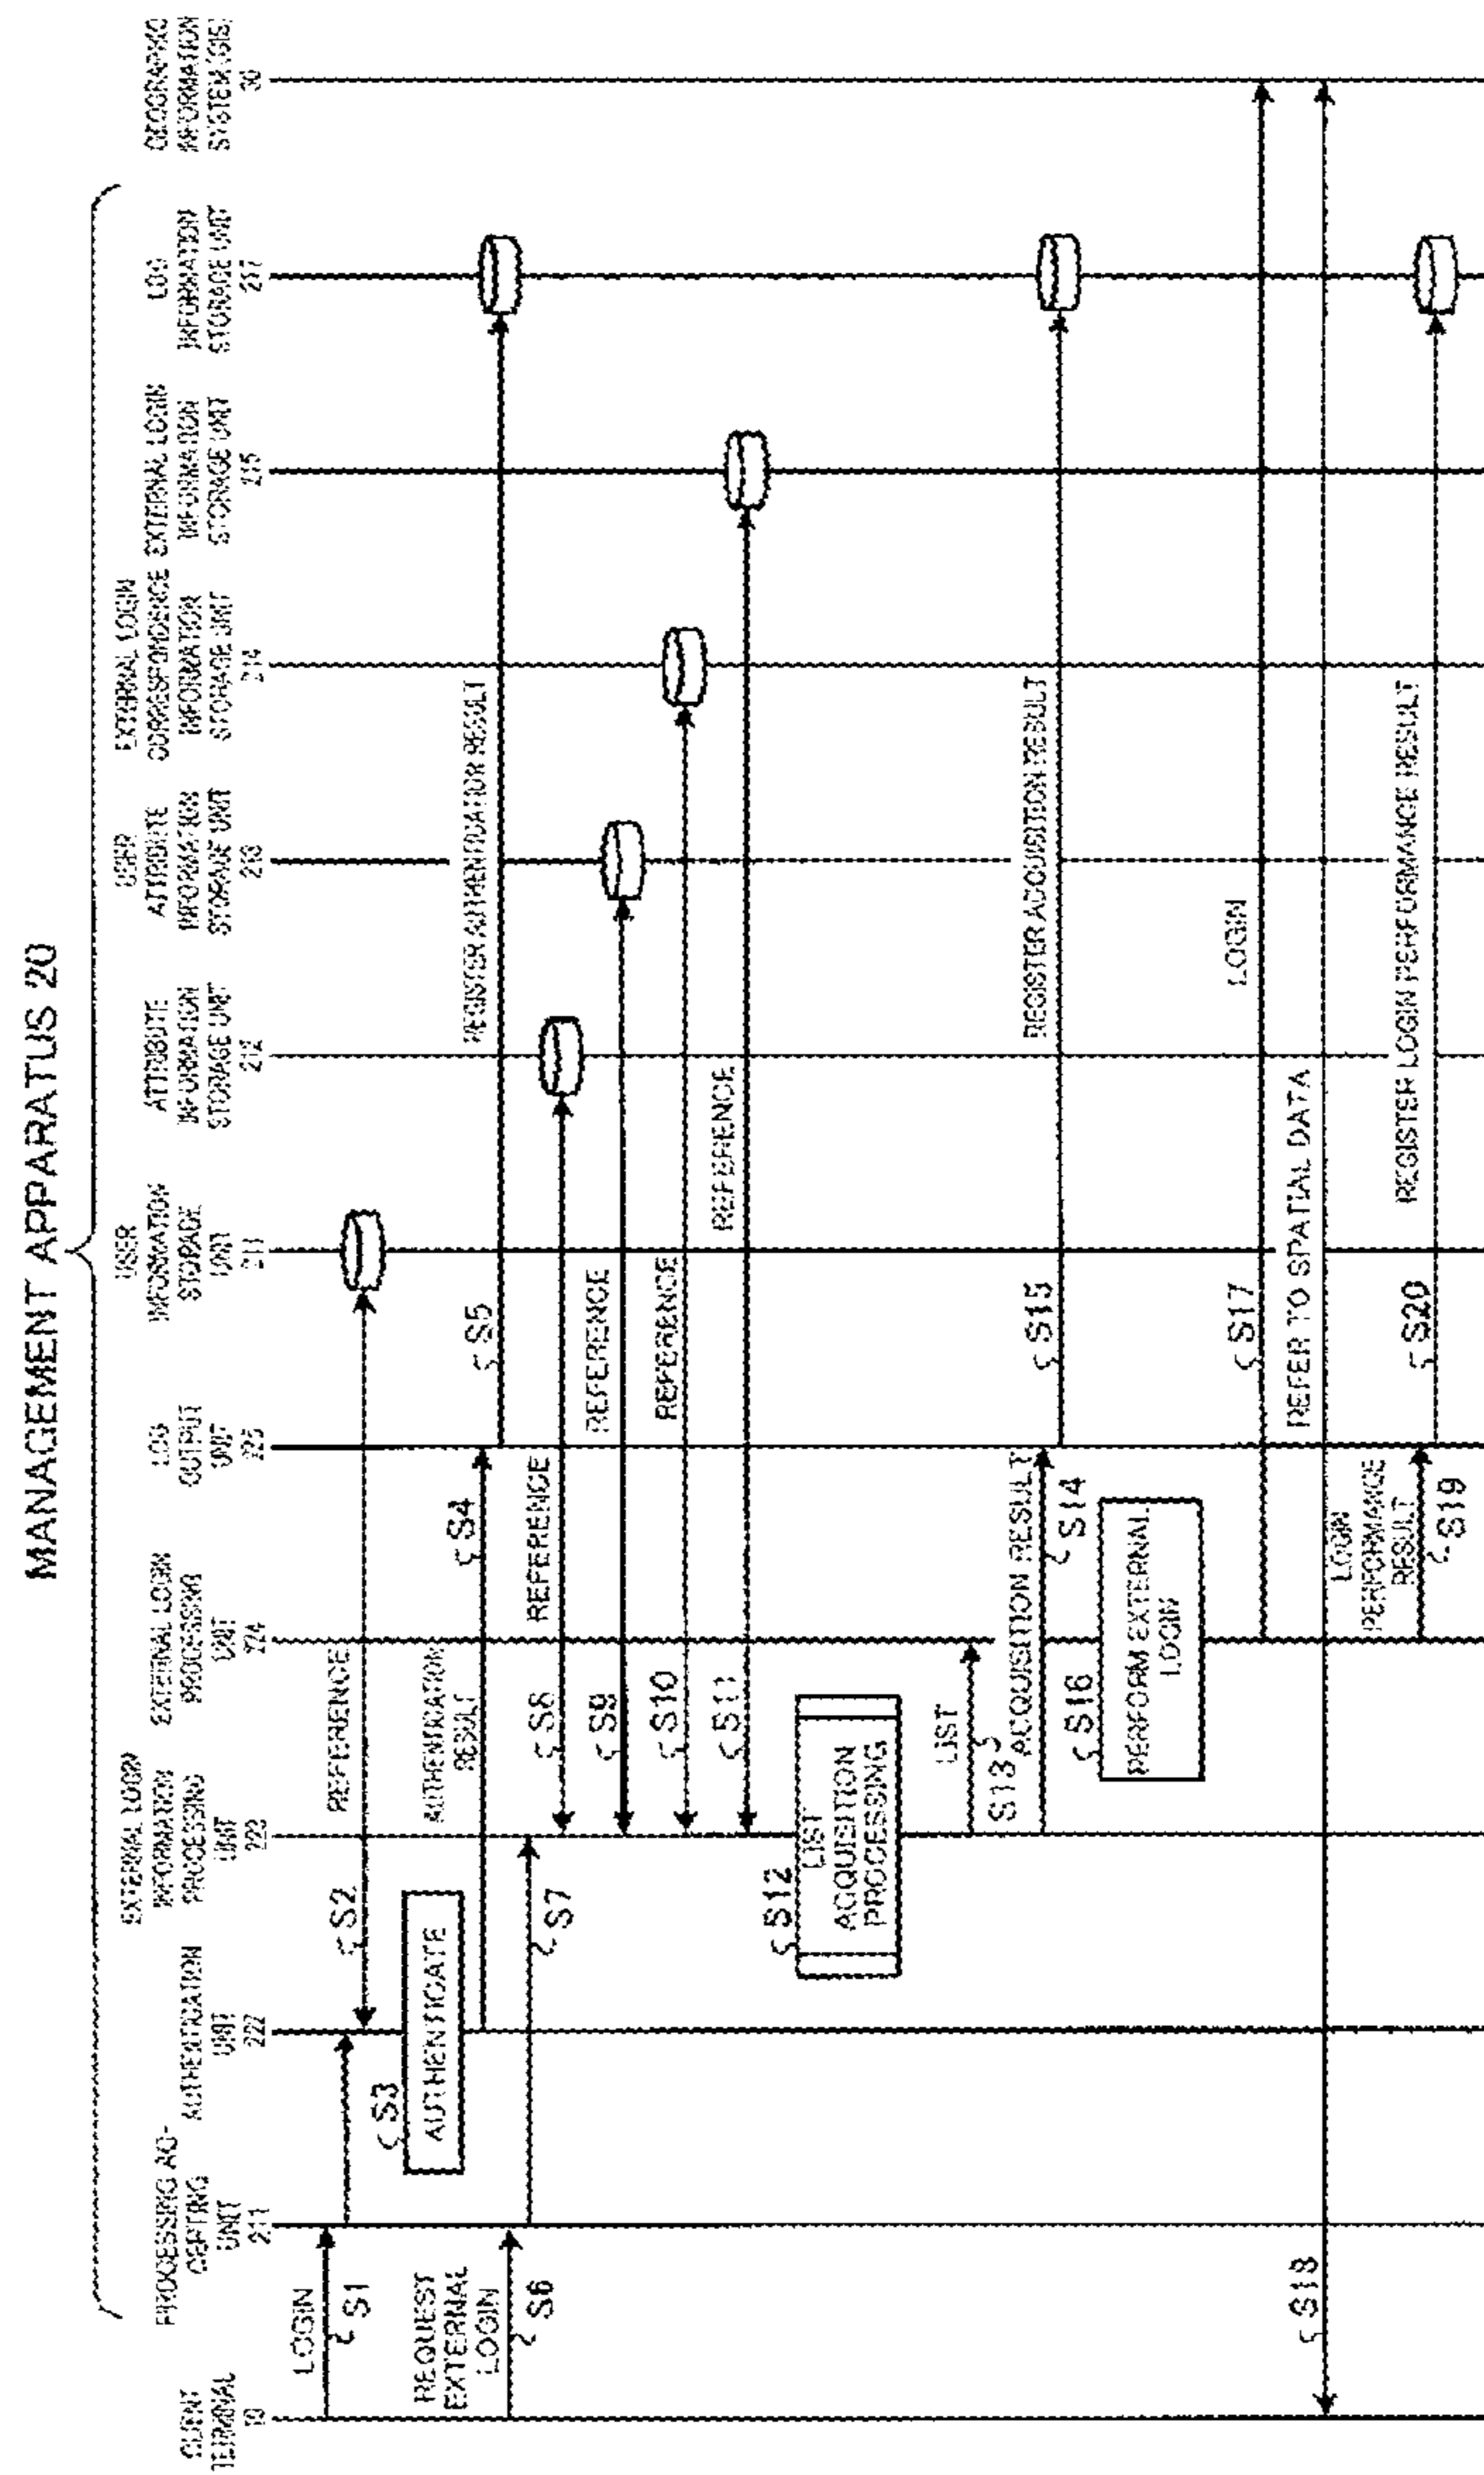 MANAGEMENT APPARATUS 20
CLIENT
TERMINAL
10
PROCESSING AC-
CEPTING
UNIT
211
AUTHENTICATION
UNIT
222
EXTERNAL LOGIN
INFORMATION
PROCESSING
UNIT
223
EXTERNAL LOGIN
PROCESSING
UNIT
224
LOG
OUTPUT
UNIT
225
USER
INFORMATION
STORAGE
UNIT
211
ATTRIBUTE
INFORMATION
STORAGE UNIT
212
USER
ATTRIBUTE
INFORMATION
STORAGE UNIT
213
EXTERNAL LOGIN
CORRESPONDENCE
INFORMATION
STORAGE UNIT
214
EXTERNAL LOGIN
INFORMATION
STORAGE UNIT
215
LOG
INFORMATION
STORAGE UNIT
217
GEOGRAPHIC
INFORMATION
SYSTEM (GIS)
30
LOGIN
S1
S2
REFERENCE
S3
AUTHENTICATE
AUTHENTICATION
RESULT
S4
S5
REGISTER AUTHENTICATION RESULT
REQUEST
EXTERNAL
LOGIN
S6
S7
S8
REFERENCE
S9
REFERENCE
S10
REFERENCE
S11
REFERENCE
S12
LIST
ACQUISITION
PROCESSING
LIST
S13
ACQUISITION RESULT
S14
S15
REGISTER ACQUISITION RESULT
S16
PERFORM EXTERNAL
LOGIN
S17
LOGIN
S18
REFER TO SPATIAL DATA
LOGIN
PERFORMANCE
RESULT
S19
S20
REGISTER LOGIN PERFORMANCE RESULT